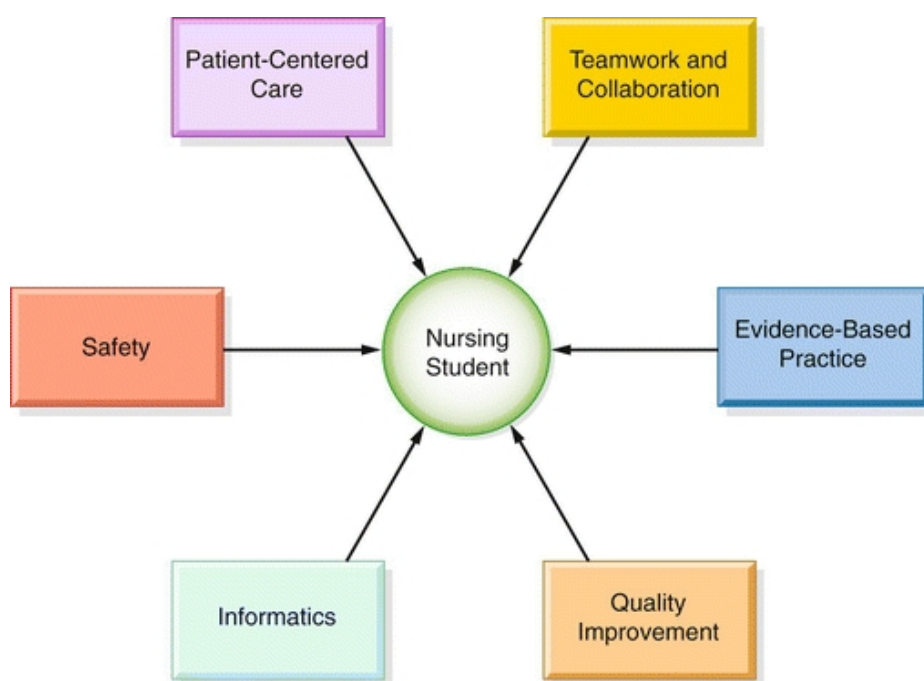 Patient-Centered
Care
Teamwork and
Collaboration
Safety
Nursing
Student
Evidence-Based
Practice
Informatics
Quality
Improvement